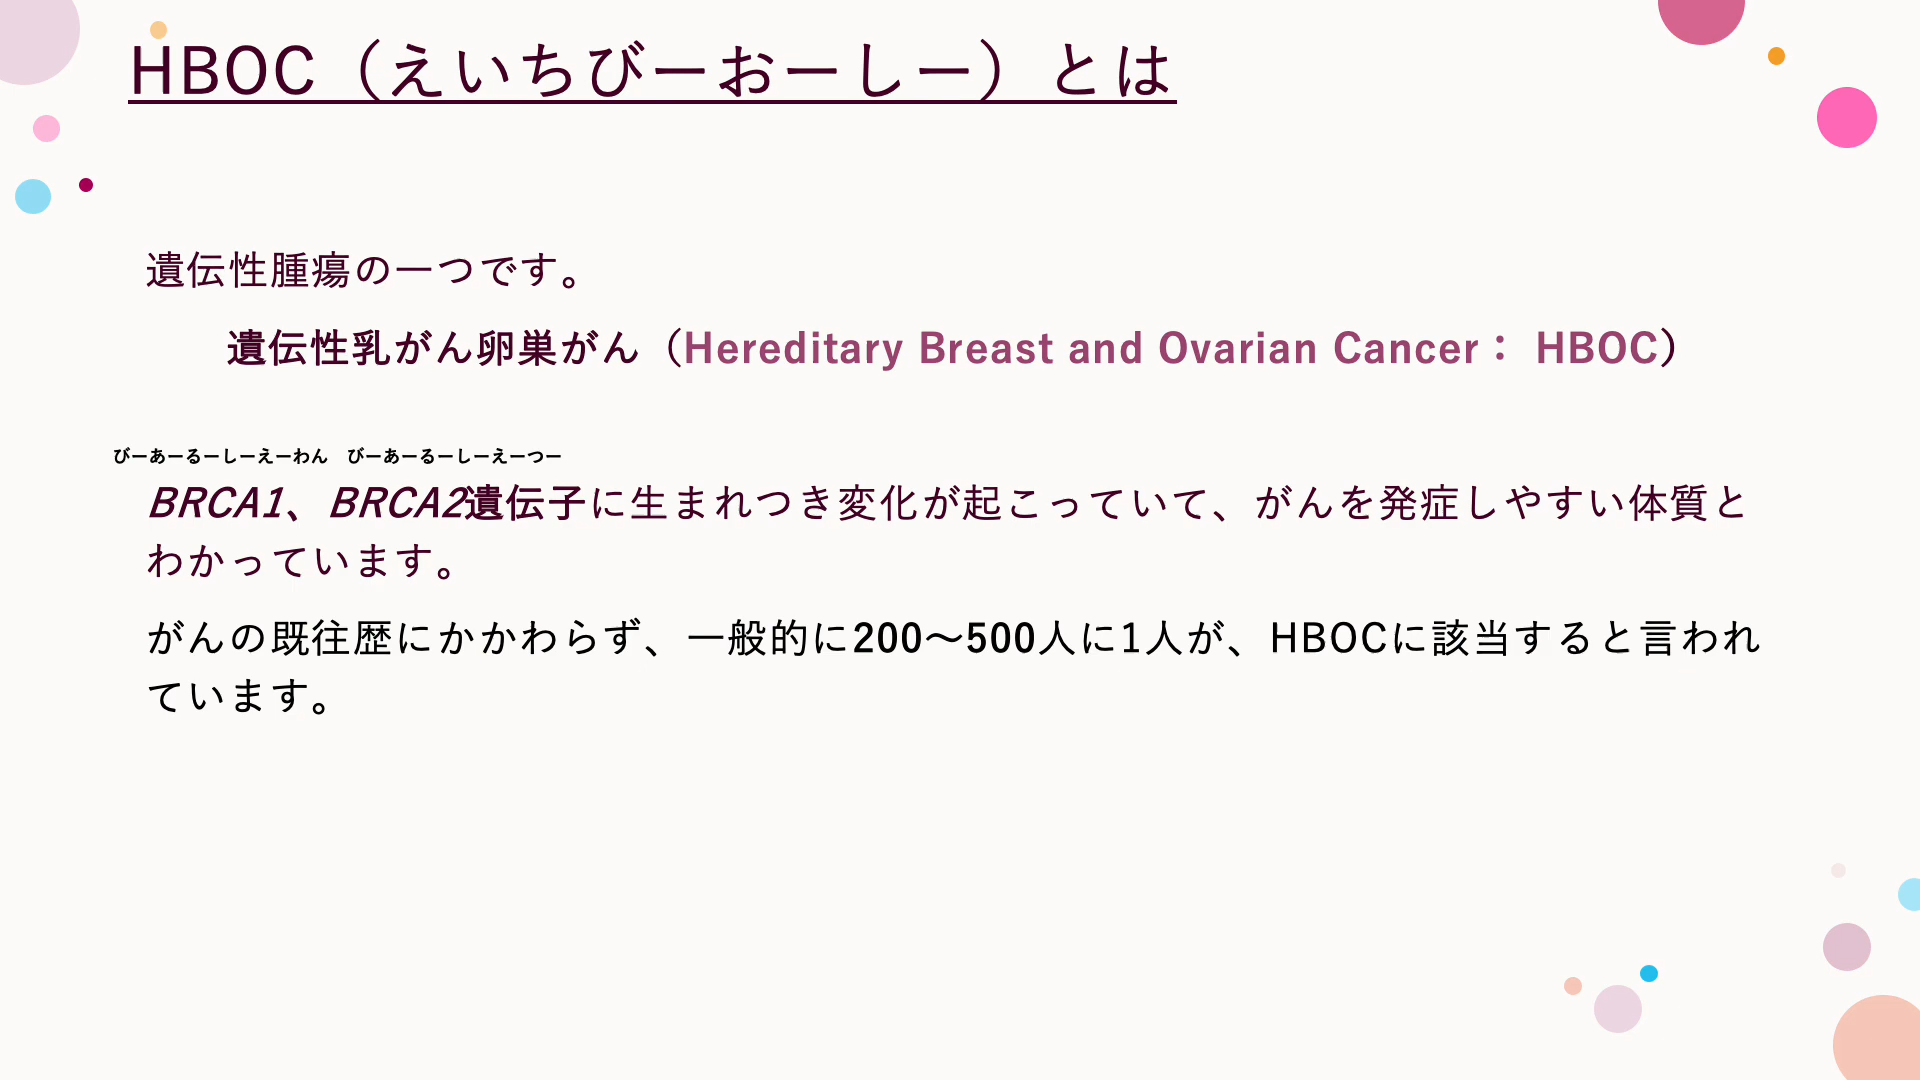 HBOC（えいちびーおーしー）とは
遺伝性腫瘍の一つです。
遺伝性乳がん卵巣がん（Hereditary Breast and Ovarian Cancer： HBOC）
びーあーるーしーえーわん　びーあーるーしーえーつー
BRCA1、BRCA2遺伝子に生まれつき変化が起こっていて、がんを発症しやすい体質と
わかっています。
がんの既往歴にかかわらず、一般的に200～500人に1人が、HBOCに該当すると言われ
ています。